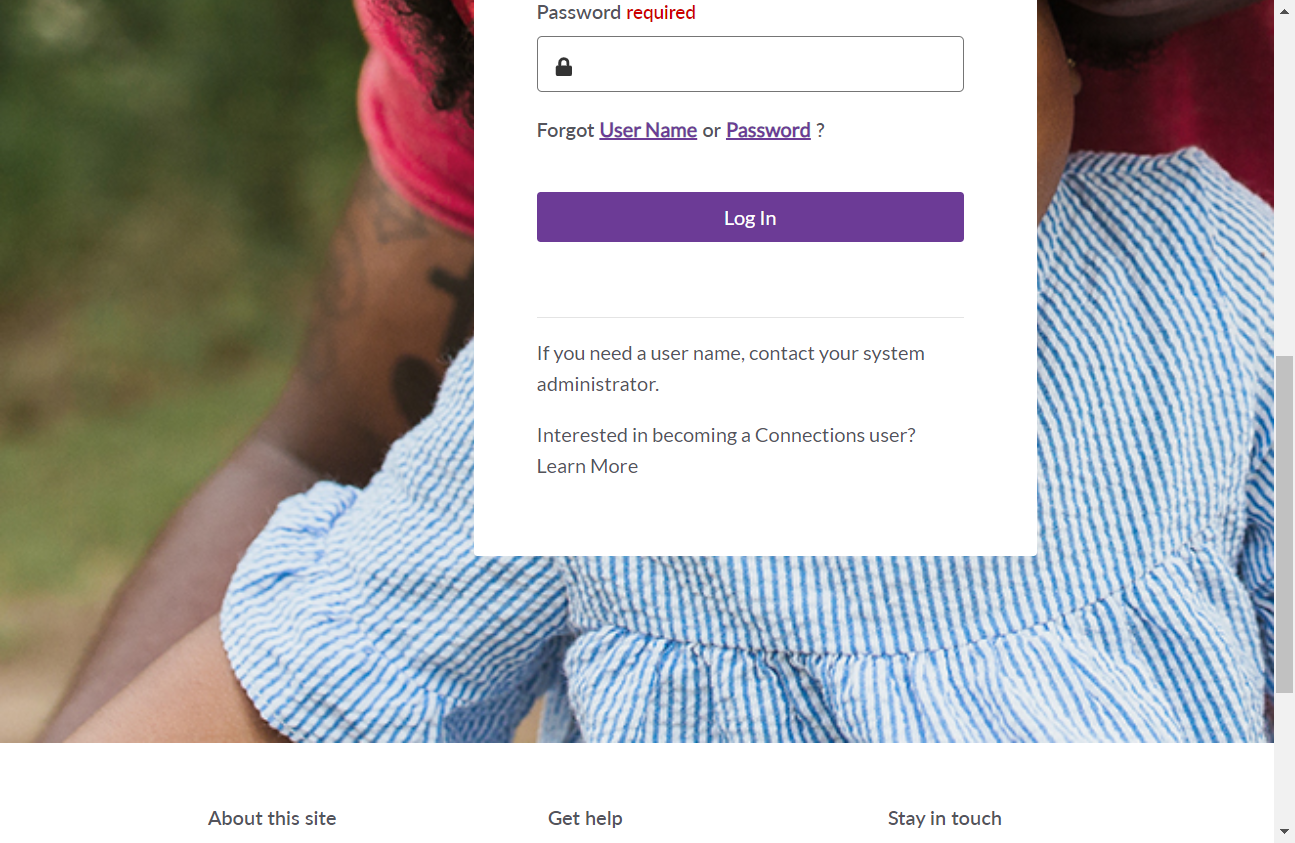 Password required
Forgot User Name or Password ?
Log In
If you need a user name, contact your system
administrator.
Interested in becoming a Connections user?
Learn More
About this site
Get help
Stay in touch